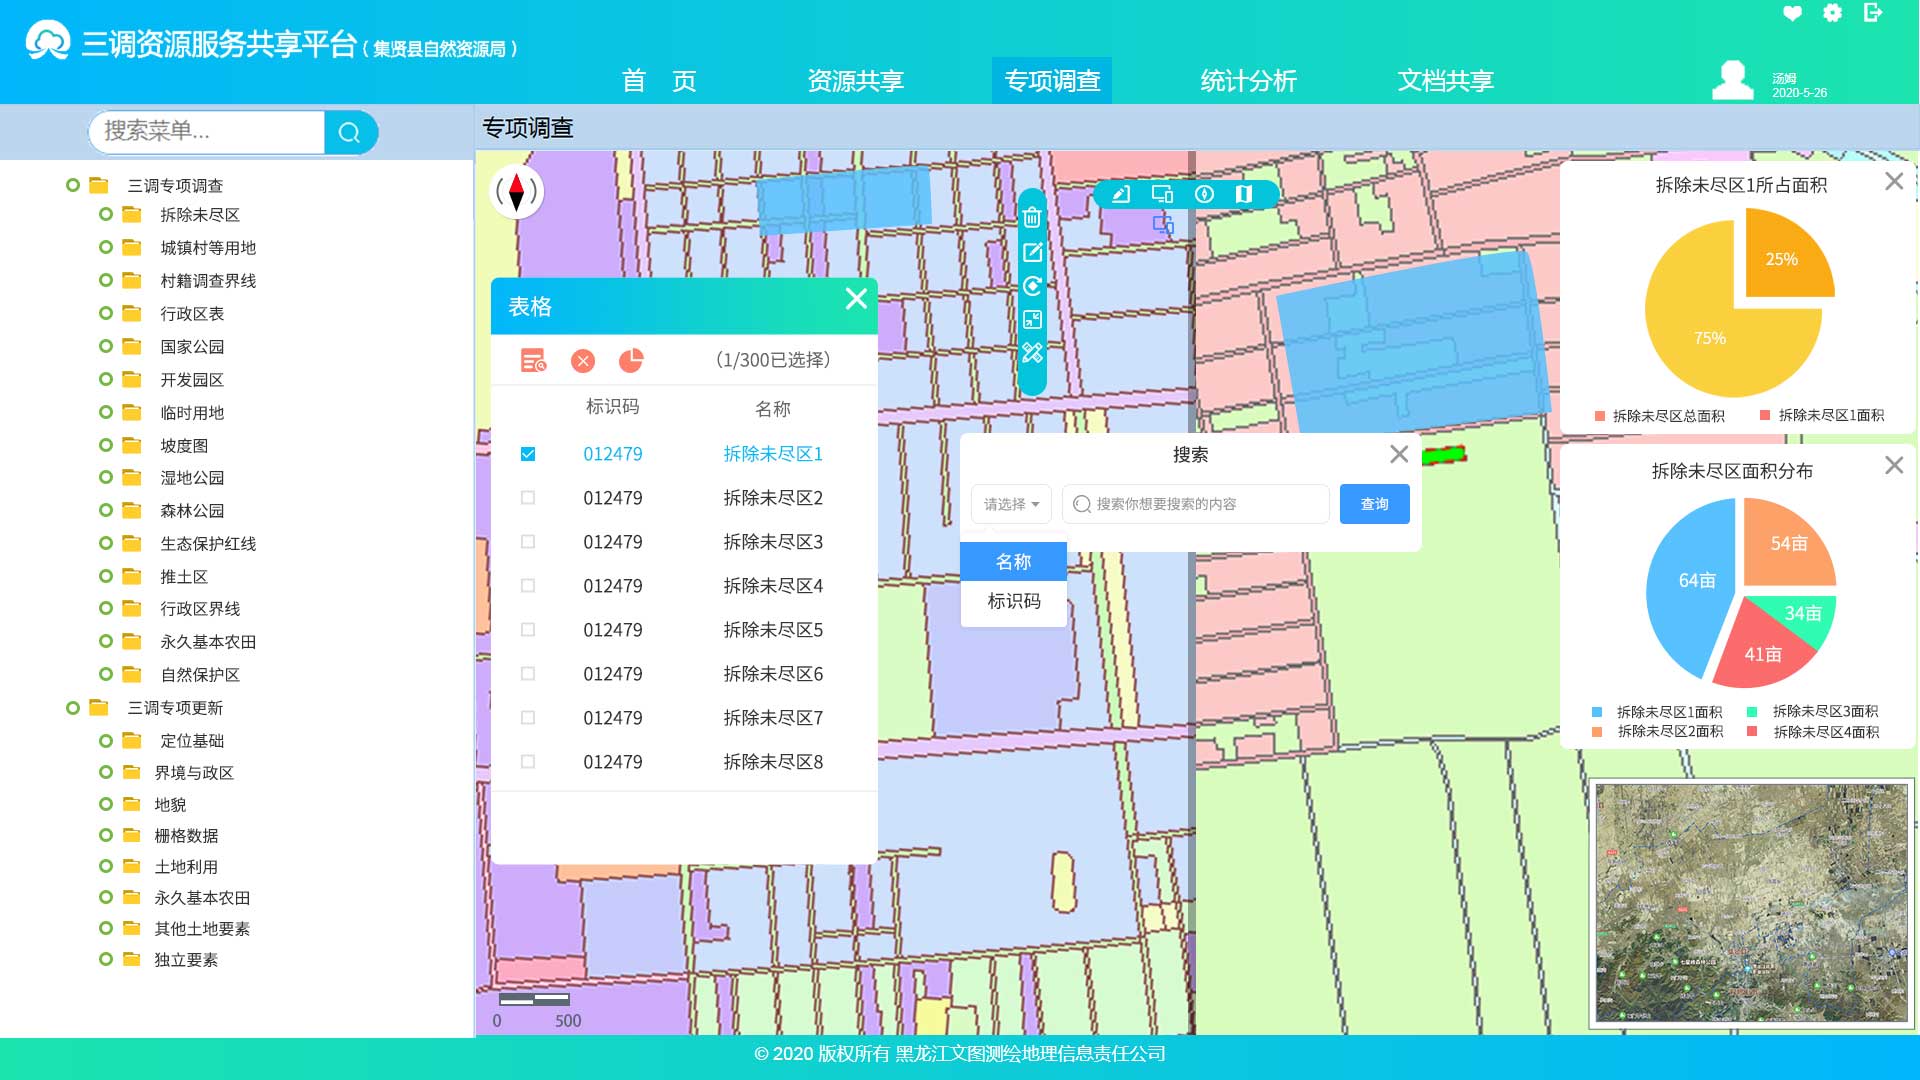 三调资源服务共享平台（集贤县自然资源局）
首 页
资源共享
专项调查
统计分析
文档共享
汤姆
2020-5-26
搜索菜单...
专项调查
三调专项调查
拆除未尽区
城镇村等用地
村籍调查界线
行政区表
国家公园
开发园区
临时用地
坡度图
湿地公园
森林公园
生态保护红线
推土区
行政区界线
永久基本农田
自然保护区
三调专项更新
定位基础
界境与政区
地貌
栅格数据
土地利用
永久基本农田
其他土地要素
独立要素
表格
（1/300已选择）
标识码 名称
012479 拆除未尽区1
012479 拆除未尽区2
012479 拆除未尽区3
012479 拆除未尽区4
012479 拆除未尽区5
012479 拆除未尽区6
012479 拆除未尽区7
012479 拆除未尽区8
0 500
搜索
请选择 搜索你想要搜索的内容 查询
名称
标识码
拆除未尽区1所占面积
25%
75%
拆除未尽区总面积 拆除未尽区1面积
拆除未尽区面积分布
54亩
64亩
34亩
41亩
拆除未尽区1面积 拆除未尽区3面积
拆除未尽区2面积 拆除未尽区4面积
© 2020 版权所有 黑龙江文图测绘地理信息责任公司